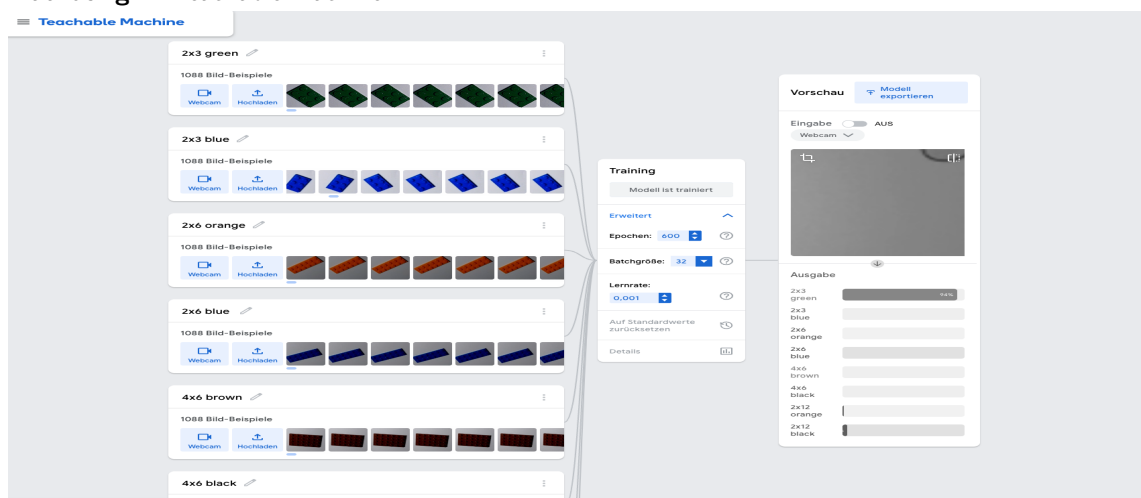 Teachable Machine
2x3 green
1088 Bild-Beispiele
Webcam
Hochladen
2x3 blue
1088 Bild-Beispiele
Webcam
Hochladen
2x6 orange
1088 Bild-Beispiele
Webcam
Hochladen
2x6 blue
1088 Bild-Beispiele
Webcam
Hochladen
4x6 brown
1088 Bild-Beispiele
Webcam
Hochladen
4x6 black
Training
Modell ist trainiert
Erweitert
Epochen: 600
Batchgröße: 32
Lernrate:
0,001
Auf Standardwerte
zurücksetzen
Details
Vorschau
Modell
exportieren
Eingabe AUS
Webcam
Ausgabe
2x3
green
94%
2x3
blue
2x6
orange
2x6
blue
4x6
brown
4x6
black
2x12
orange
2x12
black